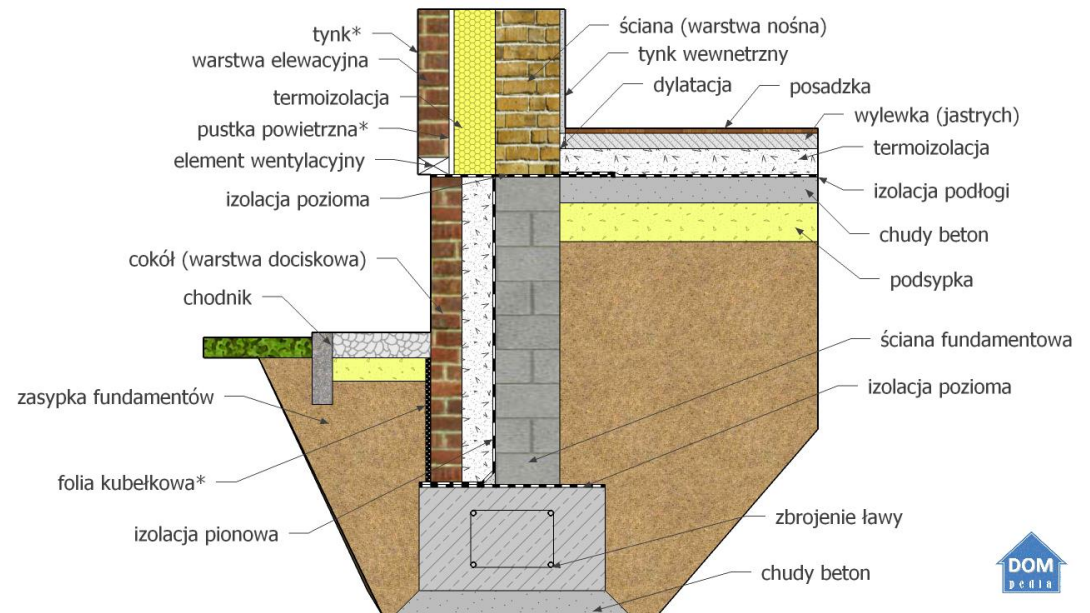 tynk*
warstwa elewacyjna
termoizolacja
pustka powietrzna*
element wentylacyjny
izolacja pozioma
cokół (warstwa dociskowa)
chodnik
zasypka fundamentów
folia kubełkowa*
izolacja pionowa
ściana (warstwa nośna)
tynk wewnetrzny
dylatacja
posadzka
wylewka (jastrych)
termoizolacja
izolacja podłogi
chudy beton
podsypka
ściana fundamentowa
izolacja pozioma
zbrojenie ławy
chudy beton
DOM
pedia